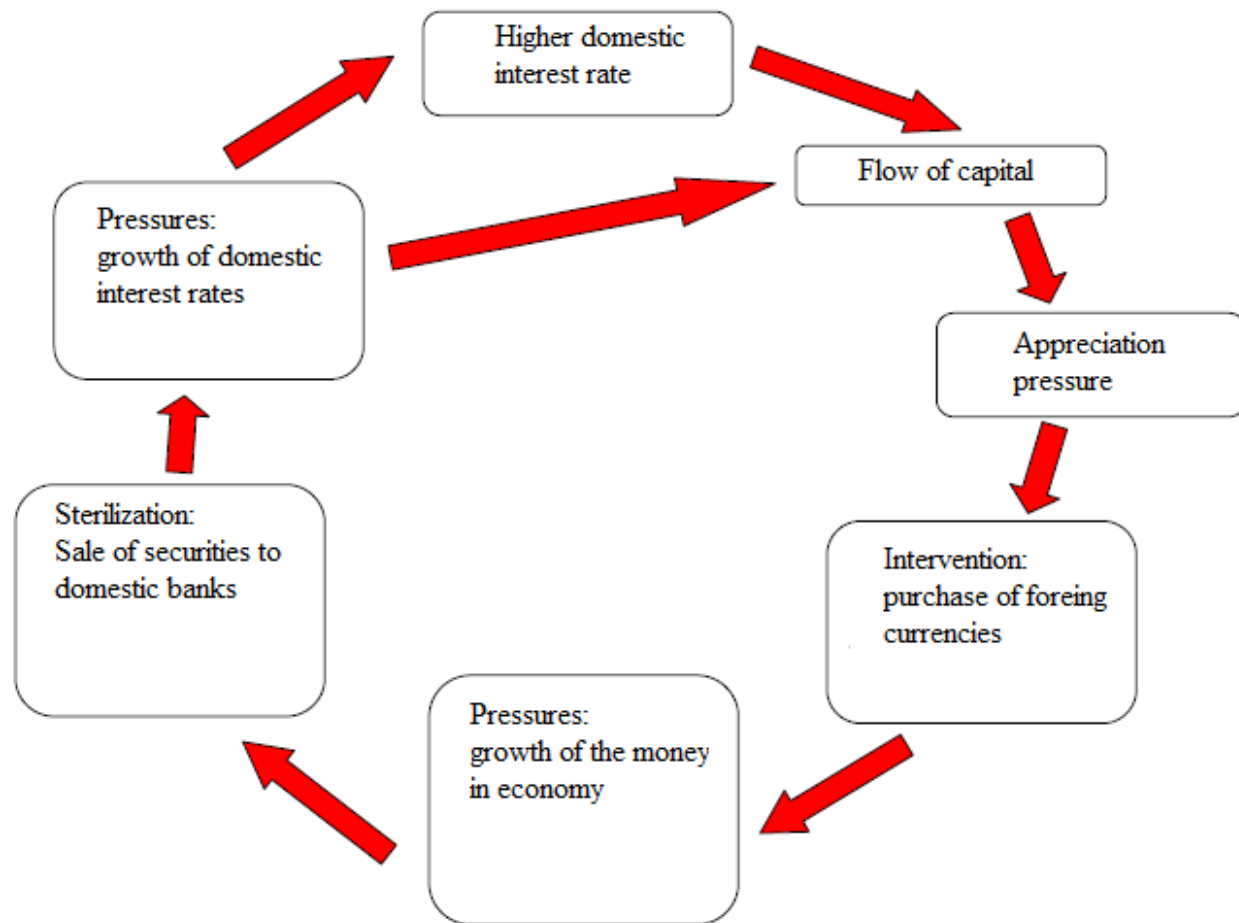 Higher domestic
interest rate
Flow of capital
Pressures:
growth of domestic
interest rates
Appreciation
pressure
Sterilization:
Sale of securities to
domestic banks
Intervention:
purchase of foreing
currencies
Pressures:
growth of the money
in economy